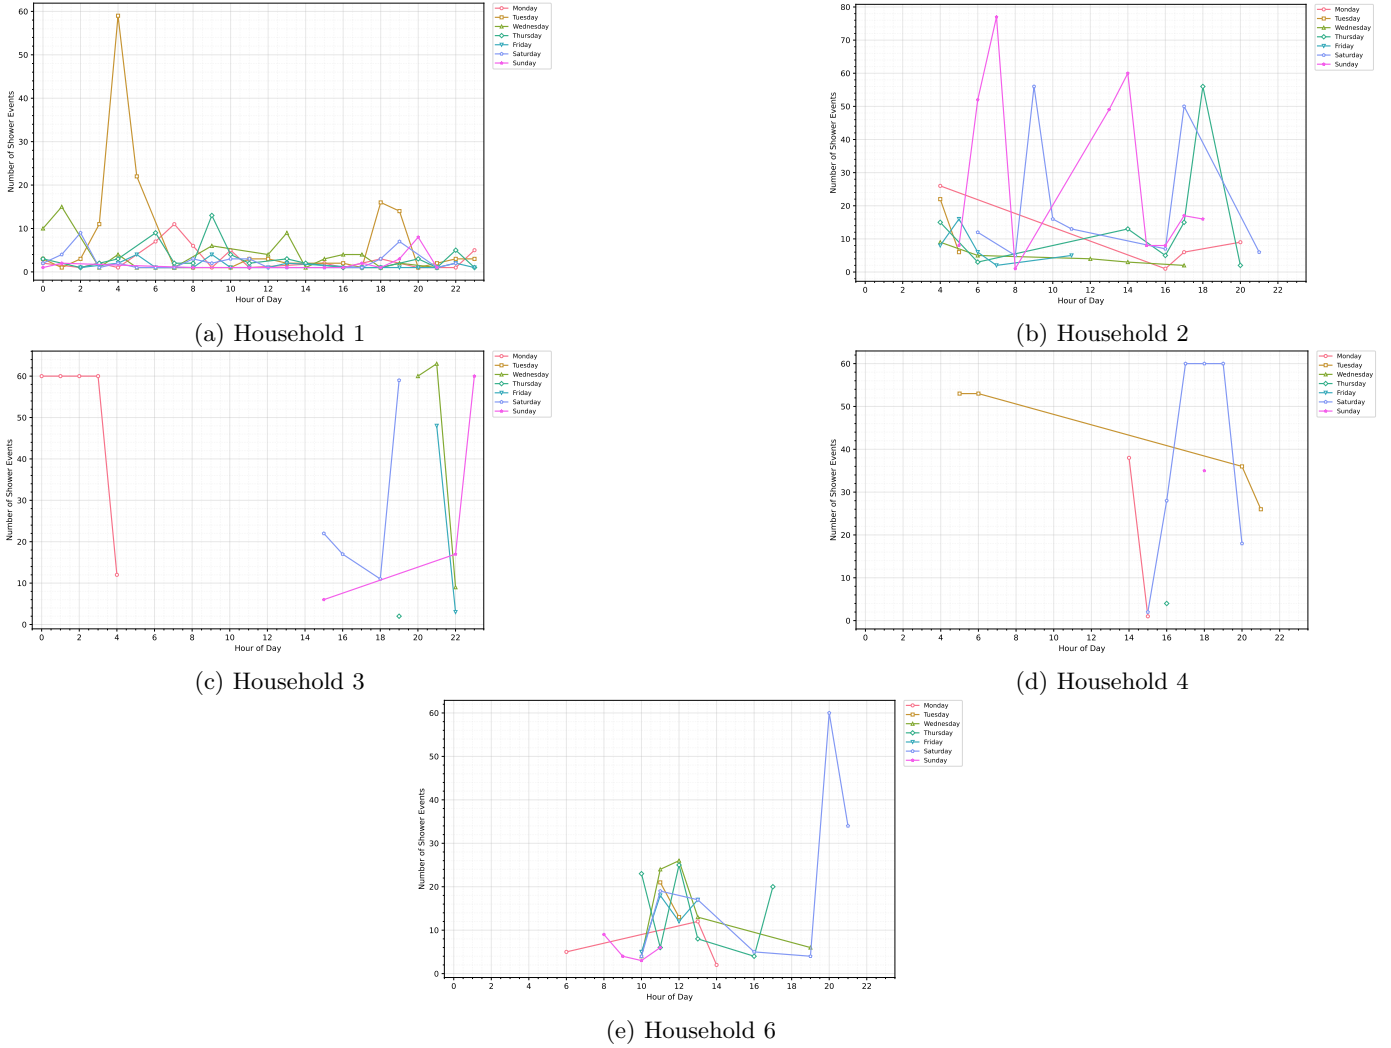 60
50
40
30
20
10
0
Number of Shower Events
0 2 4 6 8 10 12 14 16 18 20 22
Hour of Day
Monday
Tuesday
Wednesday
Thursday
Friday
Saturday
Sunday
(a) Household 1
80
70
60
50
40
30
20
10
0
Number of Shower Events
0 2 4 6 8 10 12 14 16 18 20 22
Hour of Day
Monday
Tuesday
Wednesday
Thursday
Friday
Saturday
Sunday
(b) Household 2
60
50
40
30
20
10
0
Number of Shower Events
0 2 4 6 8 10 12 14 16 18 20 22
Hour of Day
Monday
Tuesday
Wednesday
Thursday
Friday
Saturday
Sunday
(c) Household 3
60
50
40
30
20
10
0
Number of Shower Events
0 2 4 6 8 10 12 14 16 18 20 22
Hour of Day
Monday
Tuesday
Wednesday
Thursday
Friday
Saturday
Sunday
(d) Household 4
60
50
40
30
20
10
0
Number of Shower Events
0 2 4 6 8 10 12 14 16 18 20 22
Hour of Day
Monday
Tuesday
Wednesday
Thursday
Friday
Saturday
Sunday
(e) Household 6